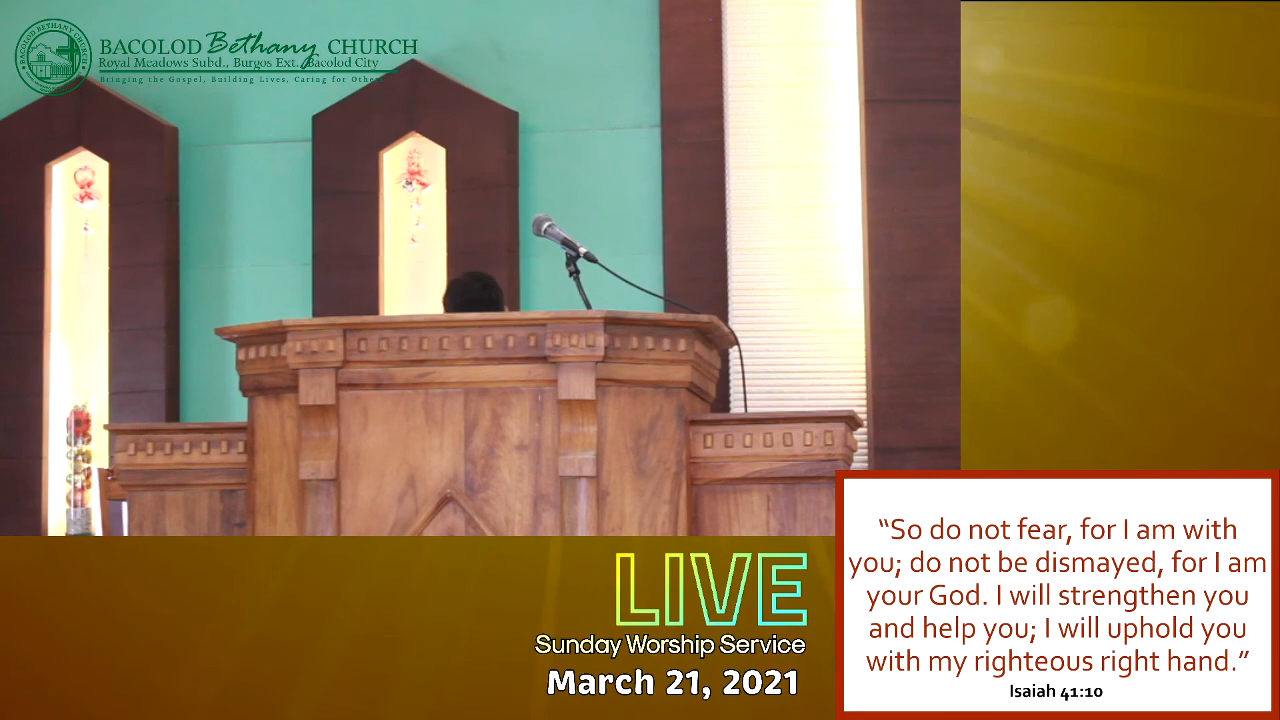 BACOLOD Bethany CHURCH
Royal Meadows Subd., Burgos Ext. Bacolod City
Bringing the Gospel, Building Lives, Caring for Others
LIVE
Sunday Worship Service
March 21, 2021
“So do not fear, for I am with
you; do not be dismayed, for I am
your God. I will strengthen you
and help you; I will uphold you
with my righteous right hand.”
Isaiah 41:10